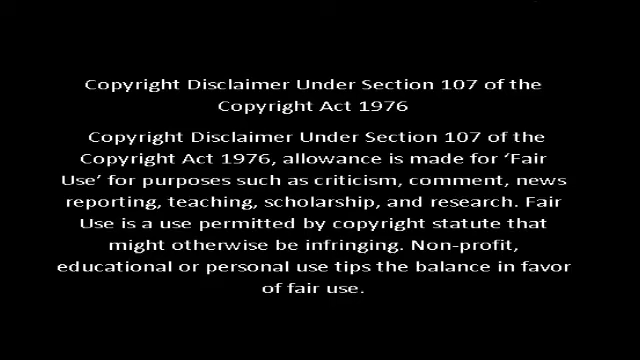 Copyright Disclaimer Under Section 107 of the
Copyright Act 1976
Copyright Disclaimer Under Section 107 of the
Copyright Act 1976, allowance is made for ‘Fair
Use’ for purposes such as criticism, comment, news
reporting, teaching, scholarship, and research. Fair
Use is a use permitted by copyright statute that
might otherwise be infringing. Non-profit,
educational or personal use tips the balance in favor
of fair use.